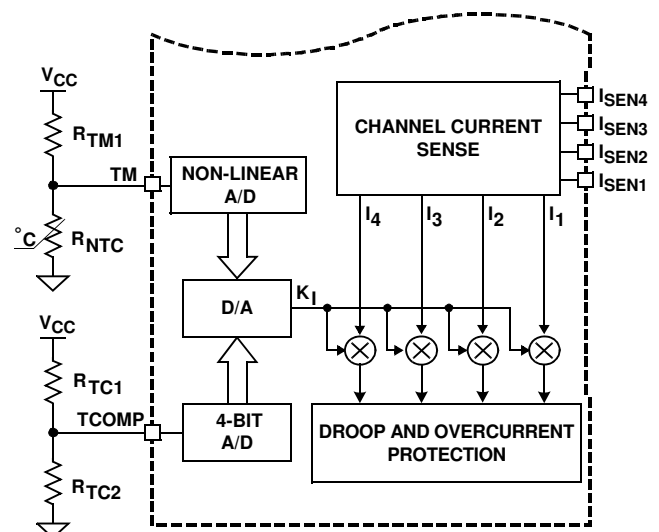 VCC
RTM1
TM
°C
RNTC
VCC
RTC1
TCOMP
RTC2
NON-LINEAR
A/D
D/A
4-BIT
A/D
KI
CHANNEL CURRENT
SENSE
ISEN4
ISEN3
ISEN2
ISEN1
I4
I3
I2
I1
DROOP AND OVERCURRENT
PROTECTION